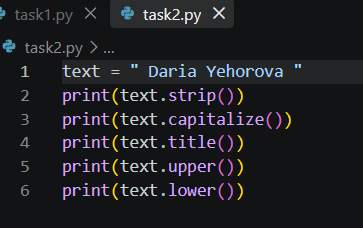 task1.py task2.py
task2.py > ...
1 text = " Daria Yehorova "
2 print(text.strip())
3 print(text.capitalize())
4 print(text.title())
5 print(text.upper())
6 print(text.lower())